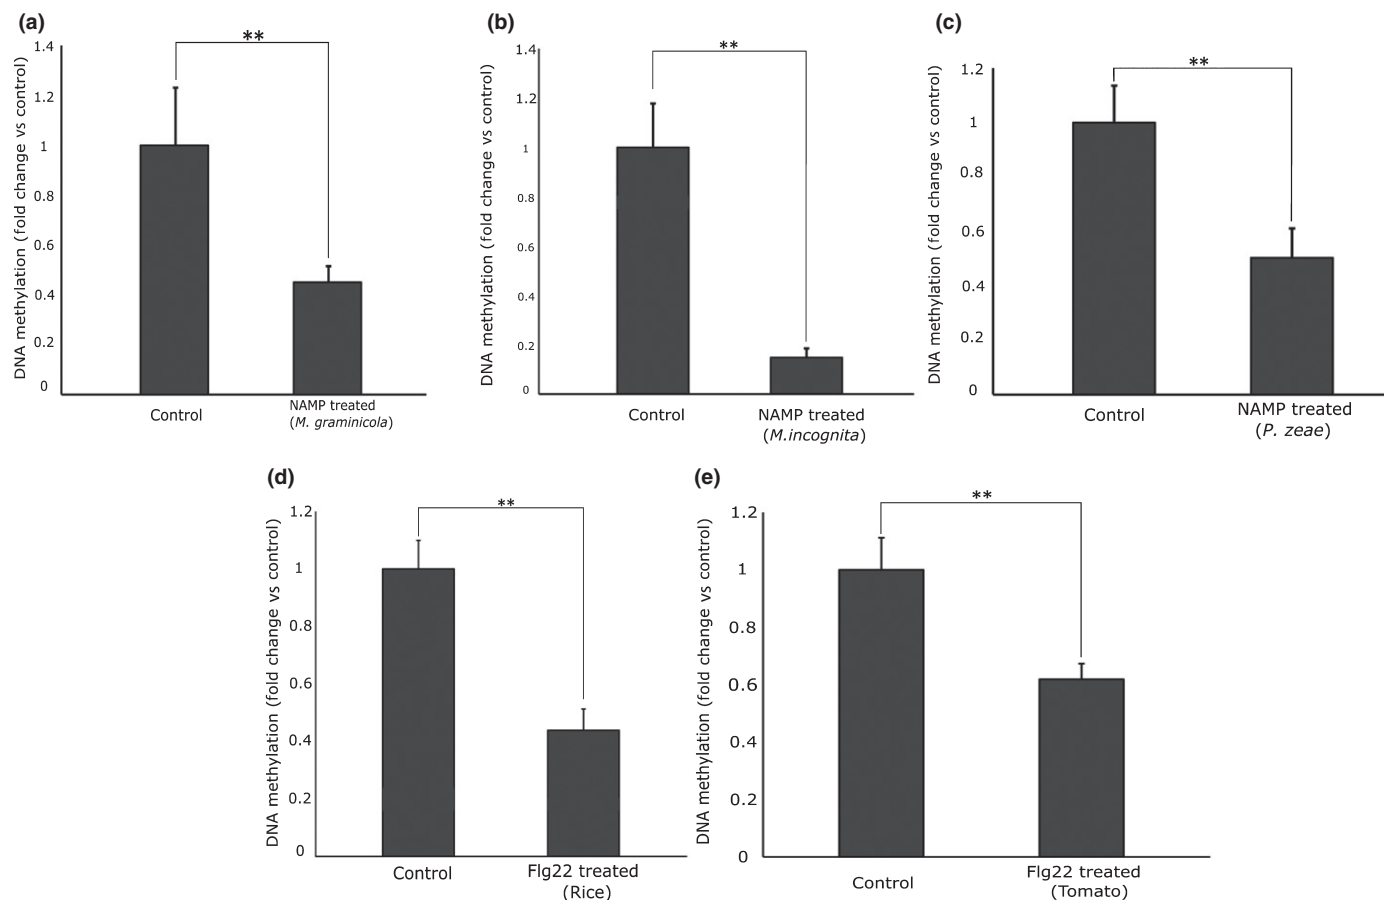 (a)
**
DNA methylation (fold change vs control)
1.4
1.2
1
0.8
0.6
0.4
0.2
0
Control
NAMP treated
(M. graminicola)
(b)
**
DNA methylation (fold change vs control)
1.4
1.2
1
0.8
0.6
0.4
0.2
0
Control
NAMP treated
(M.incognita)
(c)
**
DNA methylation (fold change vs control)
1.2
1
0.8
0.6
0.4
0.2
0
Control
NAMP treated
(P. zeae)
(d)
**
DNA methylation (fold change vs control)
1.2
1
0.8
0.6
0.4
0.2
0
Control
Flg22 treated
(Rice)
(e)
**
DNA methylation (fold change vs control)
1.2
1
0.8
0.6
0.4
0.2
0
Control
Flg22 treated
(Tomato)